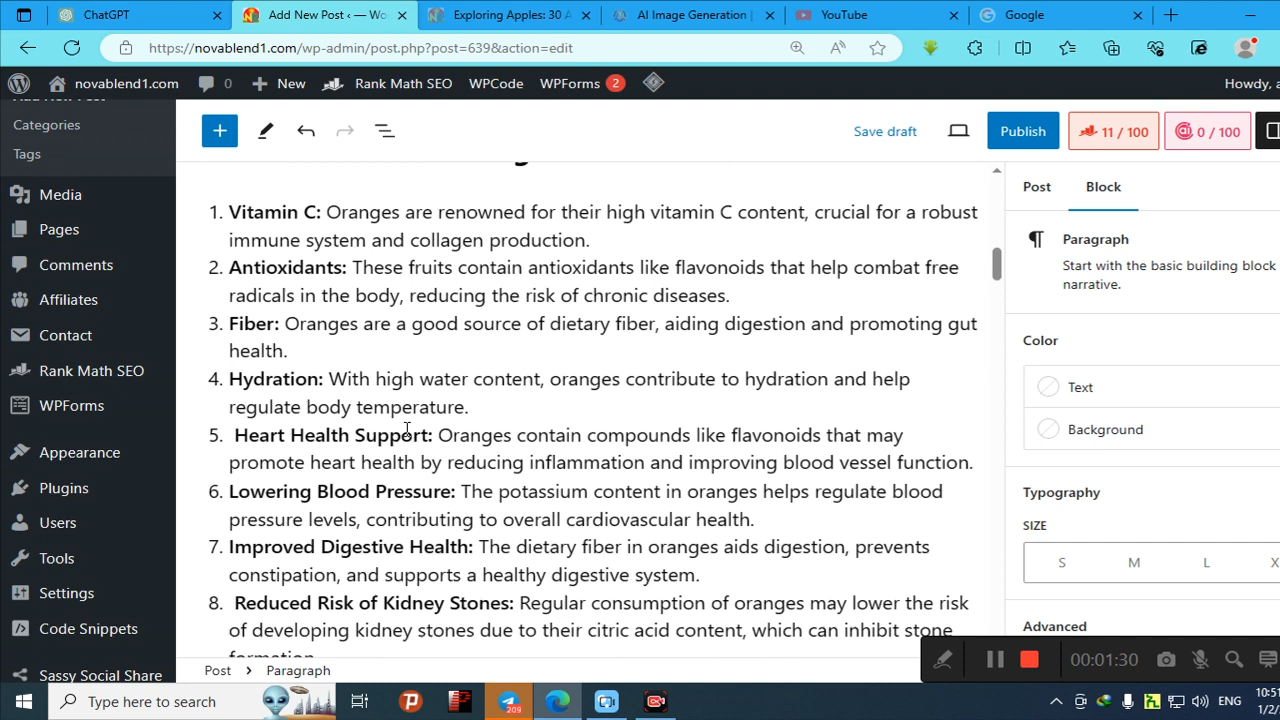 ChatGPT
Add New Post ‹ — Wo
Exploring Apples: 30 A
AI Image Generation |
YouTube
Google
https://novablend1.com/wp-admin/post.php?post=639&action=edit
novablend1.com
0
New
Rank Math SEO
WPCode
WPForms
2
Howdy, a
Categories
Tags
Media
Pages
Comments
Affiliates
Contact
Rank Math SEO
WPForms
Appearance
Plugins
Users
Tools
Settings
Code Snippets
Sassy Social Share
Save draft
Publish
11 / 100
0 / 100
1. Vitamin C: Oranges are renowned for their high vitamin C content, crucial for a robust
immune system and collagen production.
2. Antioxidants: These fruits contain antioxidants like flavonoids that help combat free
radicals in the body, reducing the risk of chronic diseases.
3. Fiber: Oranges are a good source of dietary fiber, aiding digestion and promoting gut
health.
4. Hydration: With high water content, oranges contribute to hydration and help
regulate body temperature.
5. Heart Health Support: Oranges contain compounds like flavonoids that may
promote heart health by reducing inflammation and improving blood vessel function.
6. Lowering Blood Pressure: The potassium content in oranges helps regulate blood
pressure levels, contributing to overall cardiovascular health.
7. Improved Digestive Health: The dietary fiber in oranges aids digestion, prevents
constipation, and supports a healthy digestive system.
8. Reduced Risk of Kidney Stones: Regular consumption of oranges may lower the risk
of developing kidney stones due to their citric acid content, which can inhibit stone
Post
Block
Paragraph
Start with the basic building block
narrative.
Color
Text
Background
Typography
SIZE
S
M
L
X
Advanced
Post
Paragraph
00:01:30
Type here to search
209
ENG
10:51
1/2/